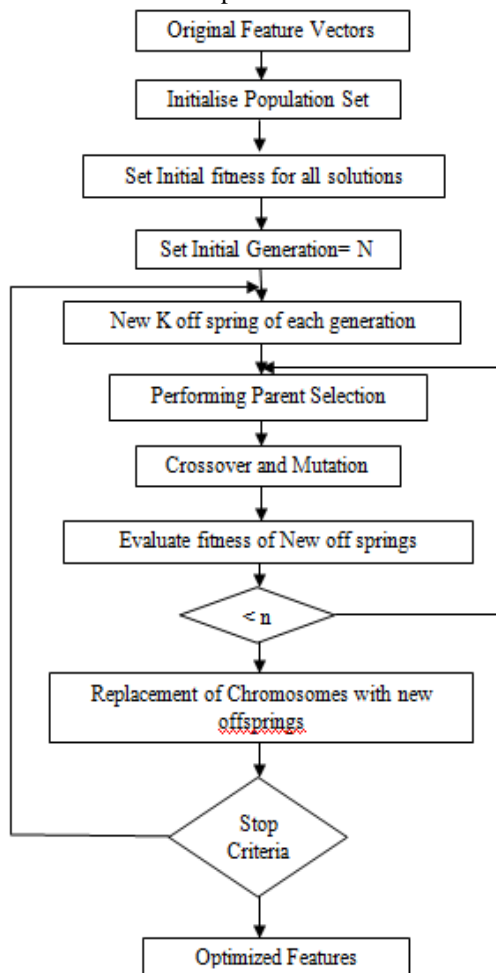 Original Feature Vectors
Initialise Population Set
Set Initial fitness for all solutions
Set Initial Generation= N
New K off spring of each generation
Performing Parent Selection
Crossover and Mutation
Evaluate fitness of New off springs
< n
Replacement of Chromosomes with new
offsprings
Stop
Criteria
Optimized Features